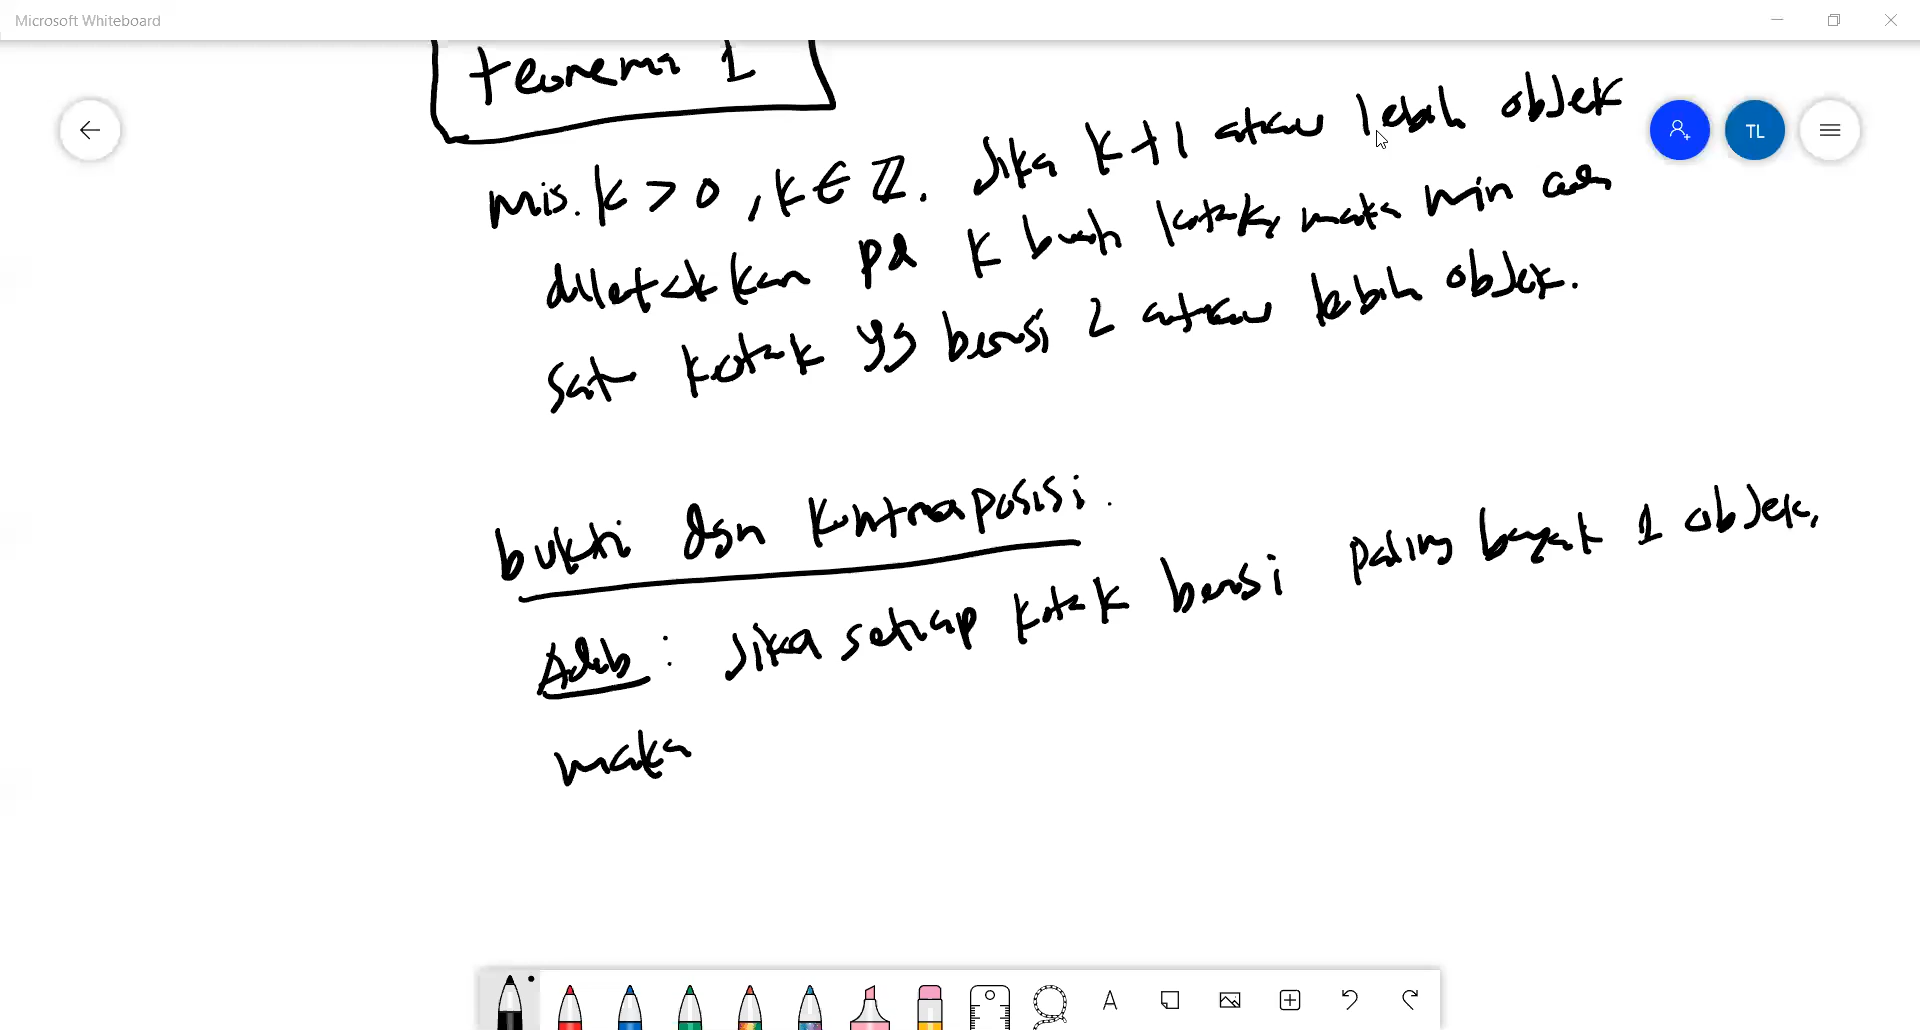 Microsoft Whiteboard
teorema 1
TL
mis. k > 0 , k ∈ ℤ. Jika k+1 atau lebih objek
diletakkan pd k buah kotak, maka min ada
satu kotak yg berisi 2 atau lebih objek.
bukti dgn kontraposisi.
Adb : Jika setiap kotak berisi paling banyak 1 objek,
maka
A